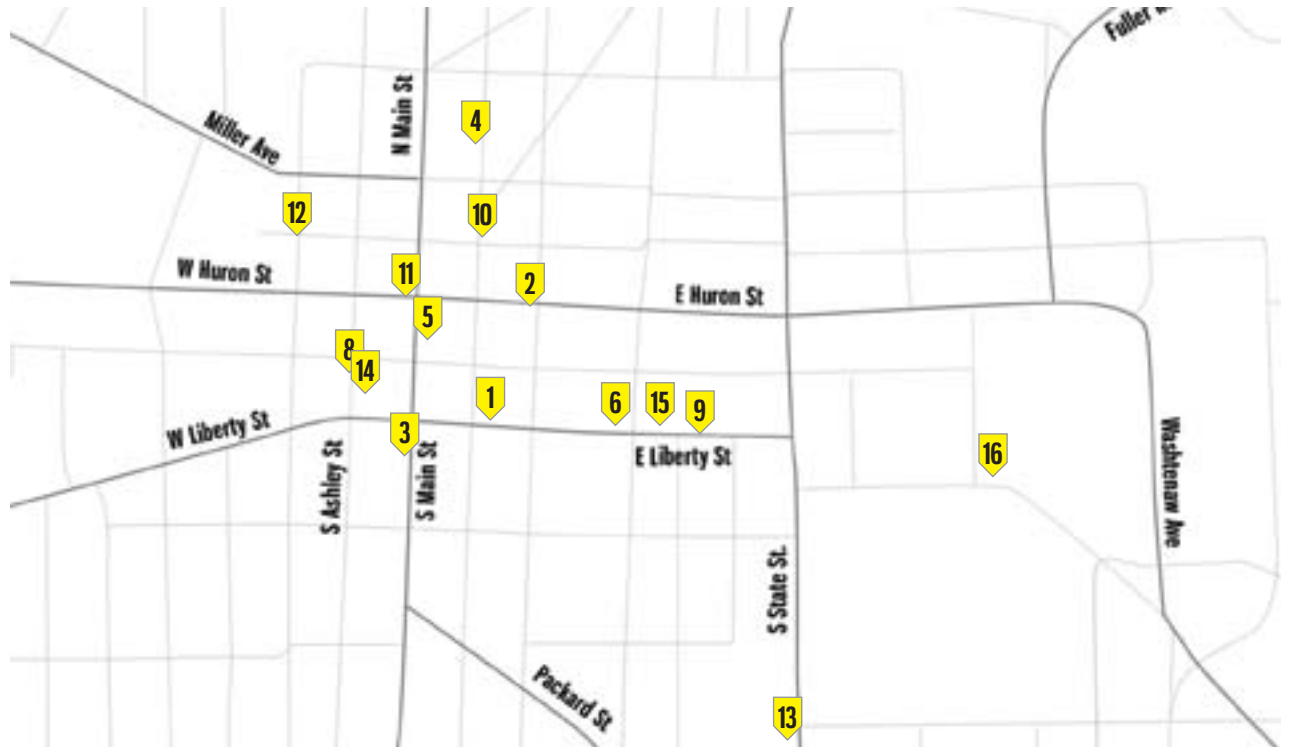 Fuller
N Main St
4
Miller Ave
12
10
W Huron St
11
2
5
E Huron St
8
14
1
6
15
9
W Liberty St
3
E Liberty St
16
S Ashley St
S Main St
Washtenaw Ave
S State St.
Packard St
13